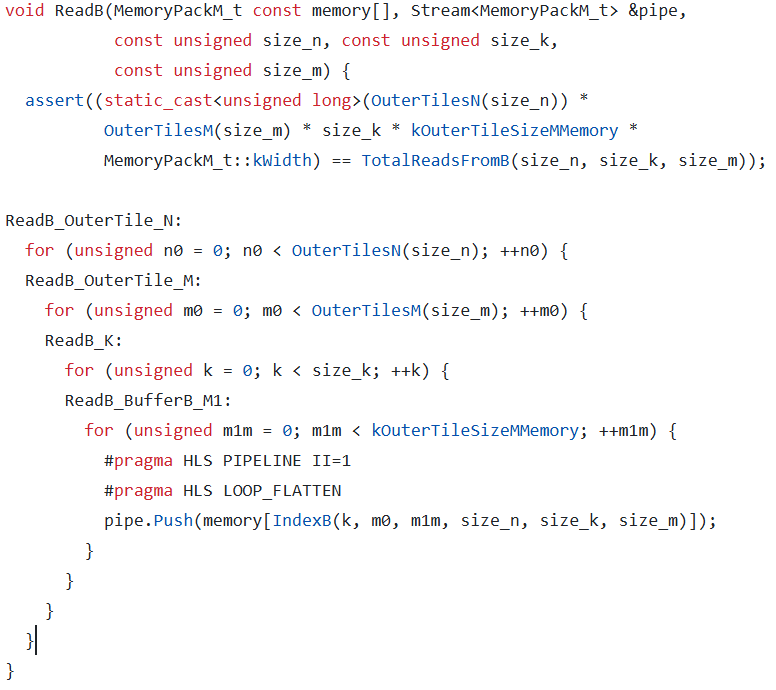 void ReadB(MemoryPackM_t const memory[], Stream<MemoryPackM_t> &pipe,
           const unsigned size_n, const unsigned size_k,
           const unsigned size_m) {
  assert((static_cast<unsigned long>(OuterTilesN(size_n)) *
          OuterTilesM(size_m) * size_k * kOuterTileSizeMMemory *
          MemoryPackM_t::kWidth) == TotalReadsFromB(size_n, size_k, size_m));

ReadB_OuterTile_N:
  for (unsigned n0 = 0; n0 < OuterTilesN(size_n); ++n0) {
  ReadB_OuterTile_M:
    for (unsigned m0 = 0; m0 < OuterTilesM(size_m); ++m0) {
    ReadB_K:
      for (unsigned k = 0; k < size_k; ++k) {
      ReadB_BufferB_M1:
        for (unsigned m1m = 0; m1m < kOuterTileSizeMMemory; ++m1m) {
          #pragma HLS PIPELINE II=1
          #pragma HLS LOOP_FLATTEN
          pipe.Push(memory[IndexB(k, m0, m1m, size_n, size_k, size_m)]);
        }
      }
    }
  }
}